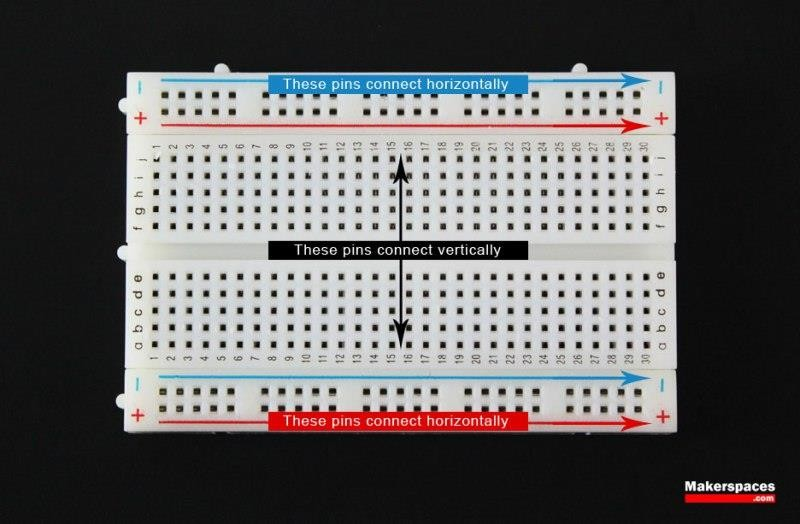 These pins connect horizontally
- -
+ +
1 2 3 4 5 6 7 8 9 10 11 12 13 14 15 16 17 18 19 20 21 22 23 24 25 26 27 28 29 30
j j
i i
h h
g g
f f
These pins connect vertically
e e
d d
c c
b b
a a
1 2 3 4 5 6 7 8 9 10 11 12 13 14 15 16 17 18 19 20 21 22 23 24 25 26 27 28 29 30
- -
+ +
These pins connect horizontally
Makerspaces
.com